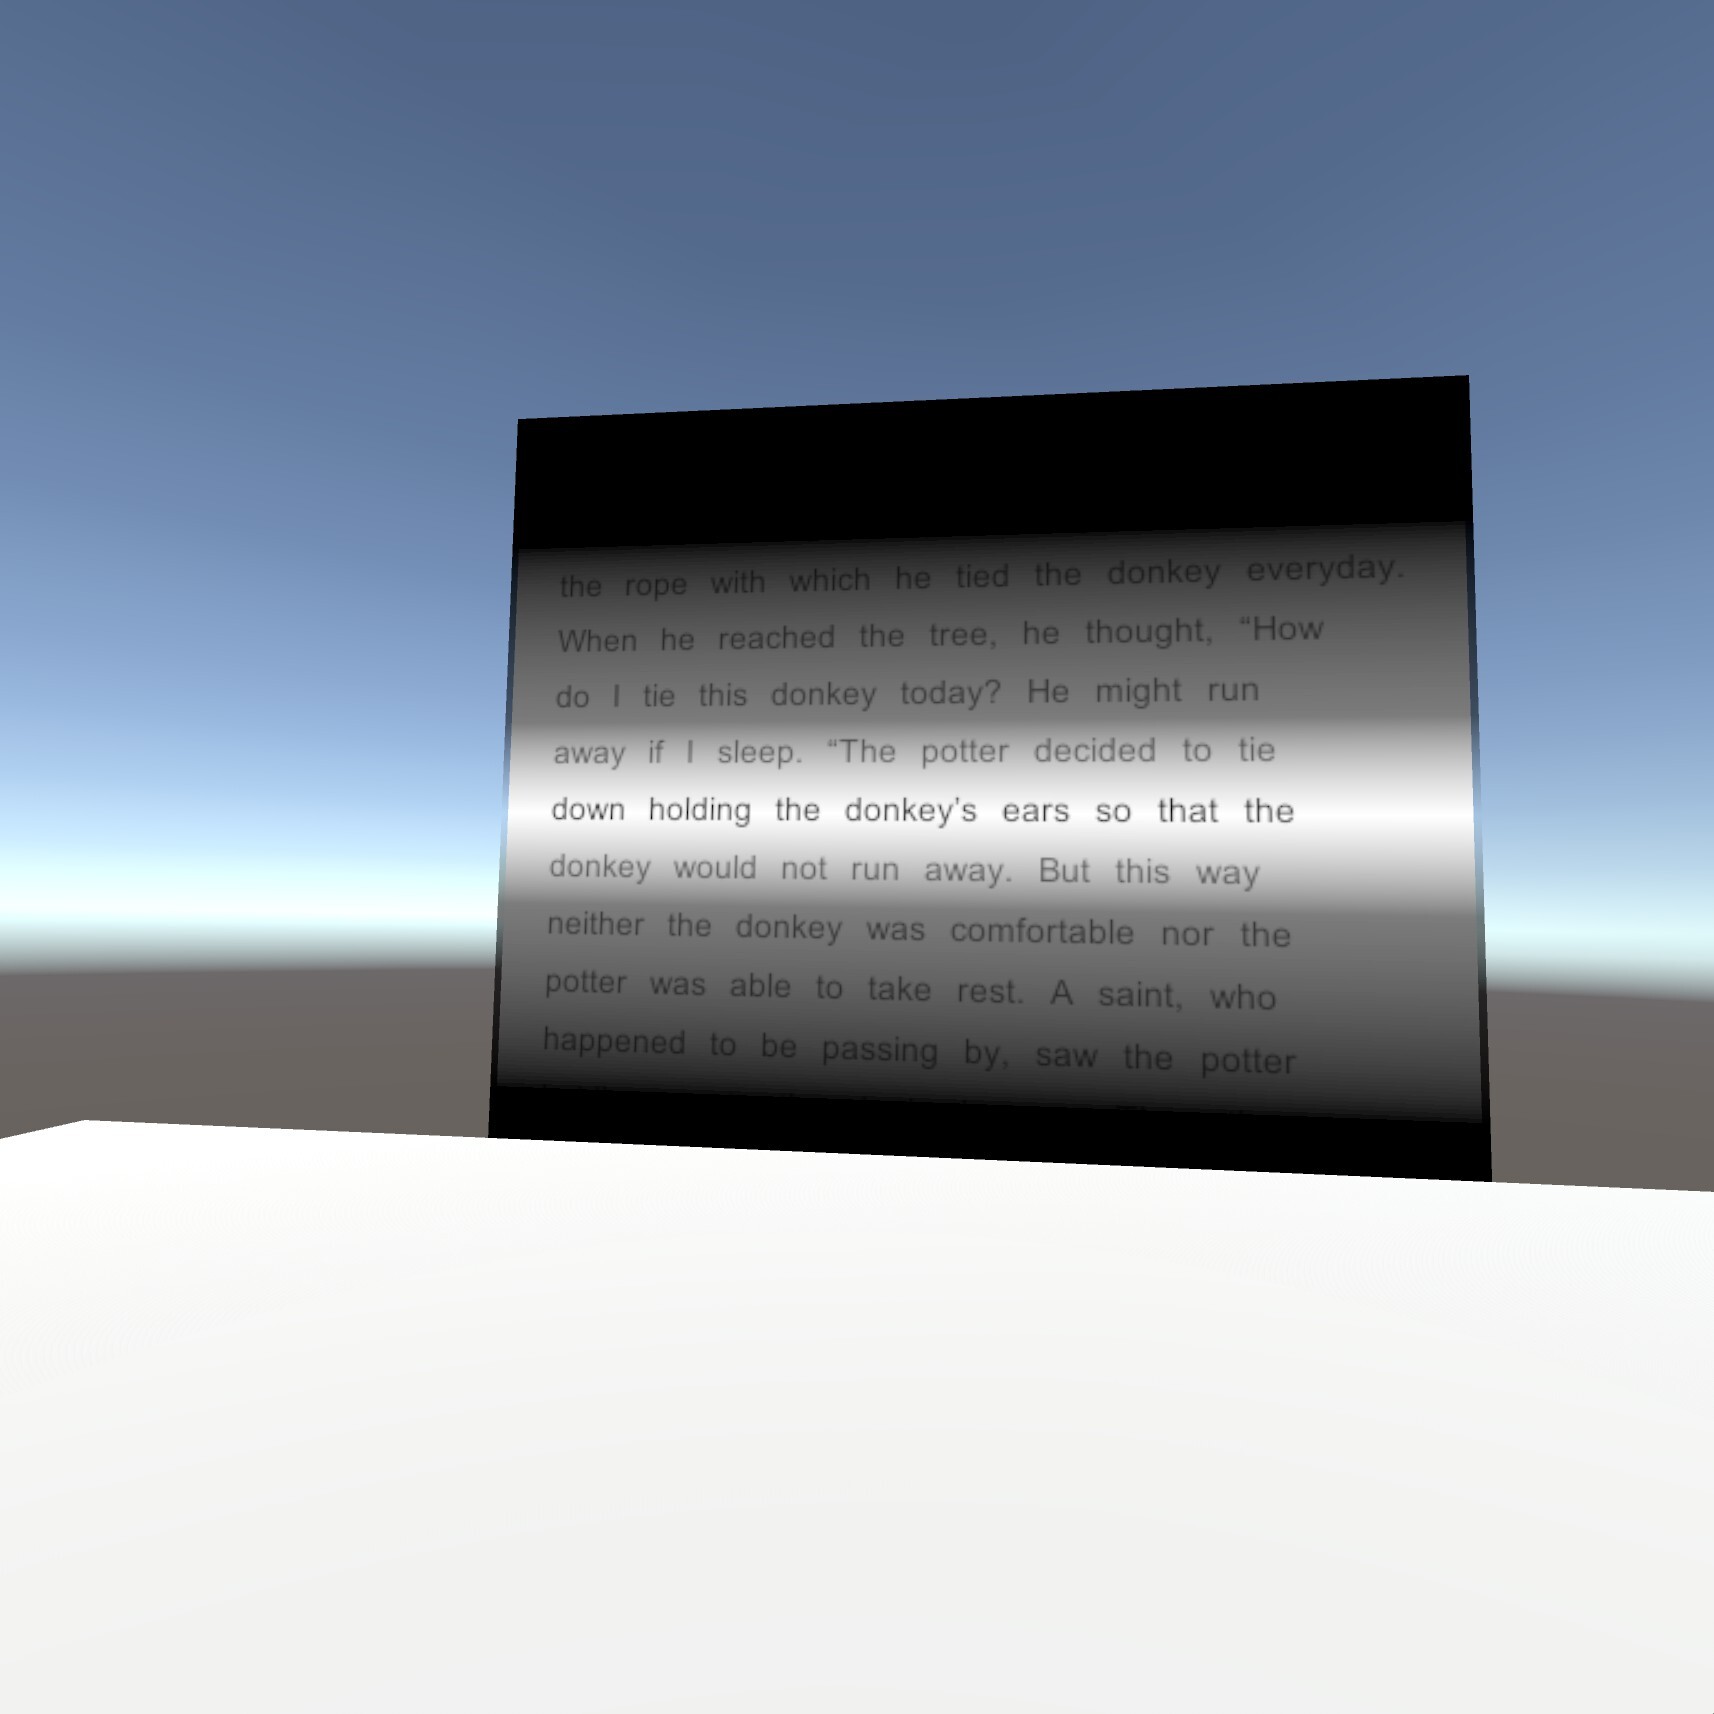 the rope with which he tied the donkey everyday.
When he reached the tree, he thought, “How
do I tie this donkey today? He might run
away if I sleep. “The potter decided to tie
down holding the donkey’s ears so that the
donkey would not run away. But this way
neither the donkey was comfortable nor the
potter was able to take rest. A saint, who
happened to be passing by, saw the potter